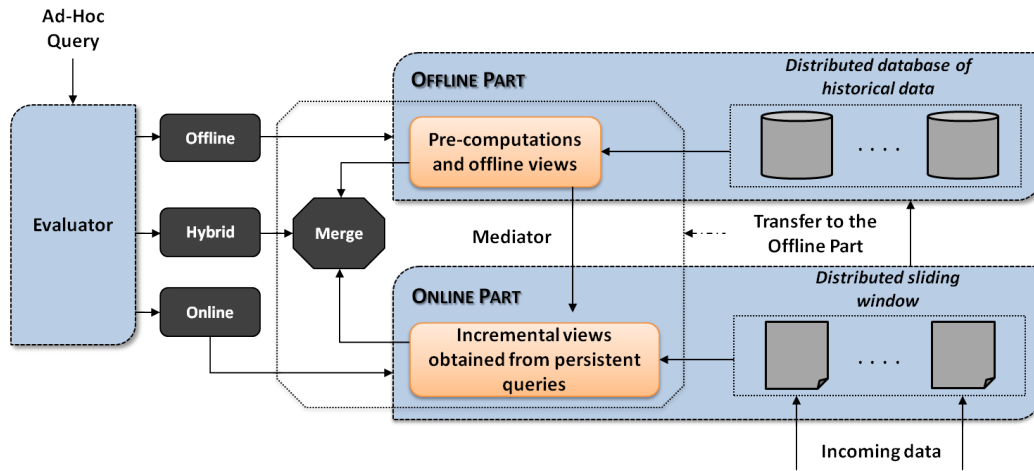 Ad-Hoc
Query
OFFLINE PART
Distributed database of
historical data
Offline
Pre-computations
and offline views
. . . .
Evaluator
Hybrid
Merge
Mediator
Transfer to the
Offline Part
Online
ONLINE PART
Distributed sliding
window
Incremental views
obtained from persistent
queries
. . . .
Incoming data